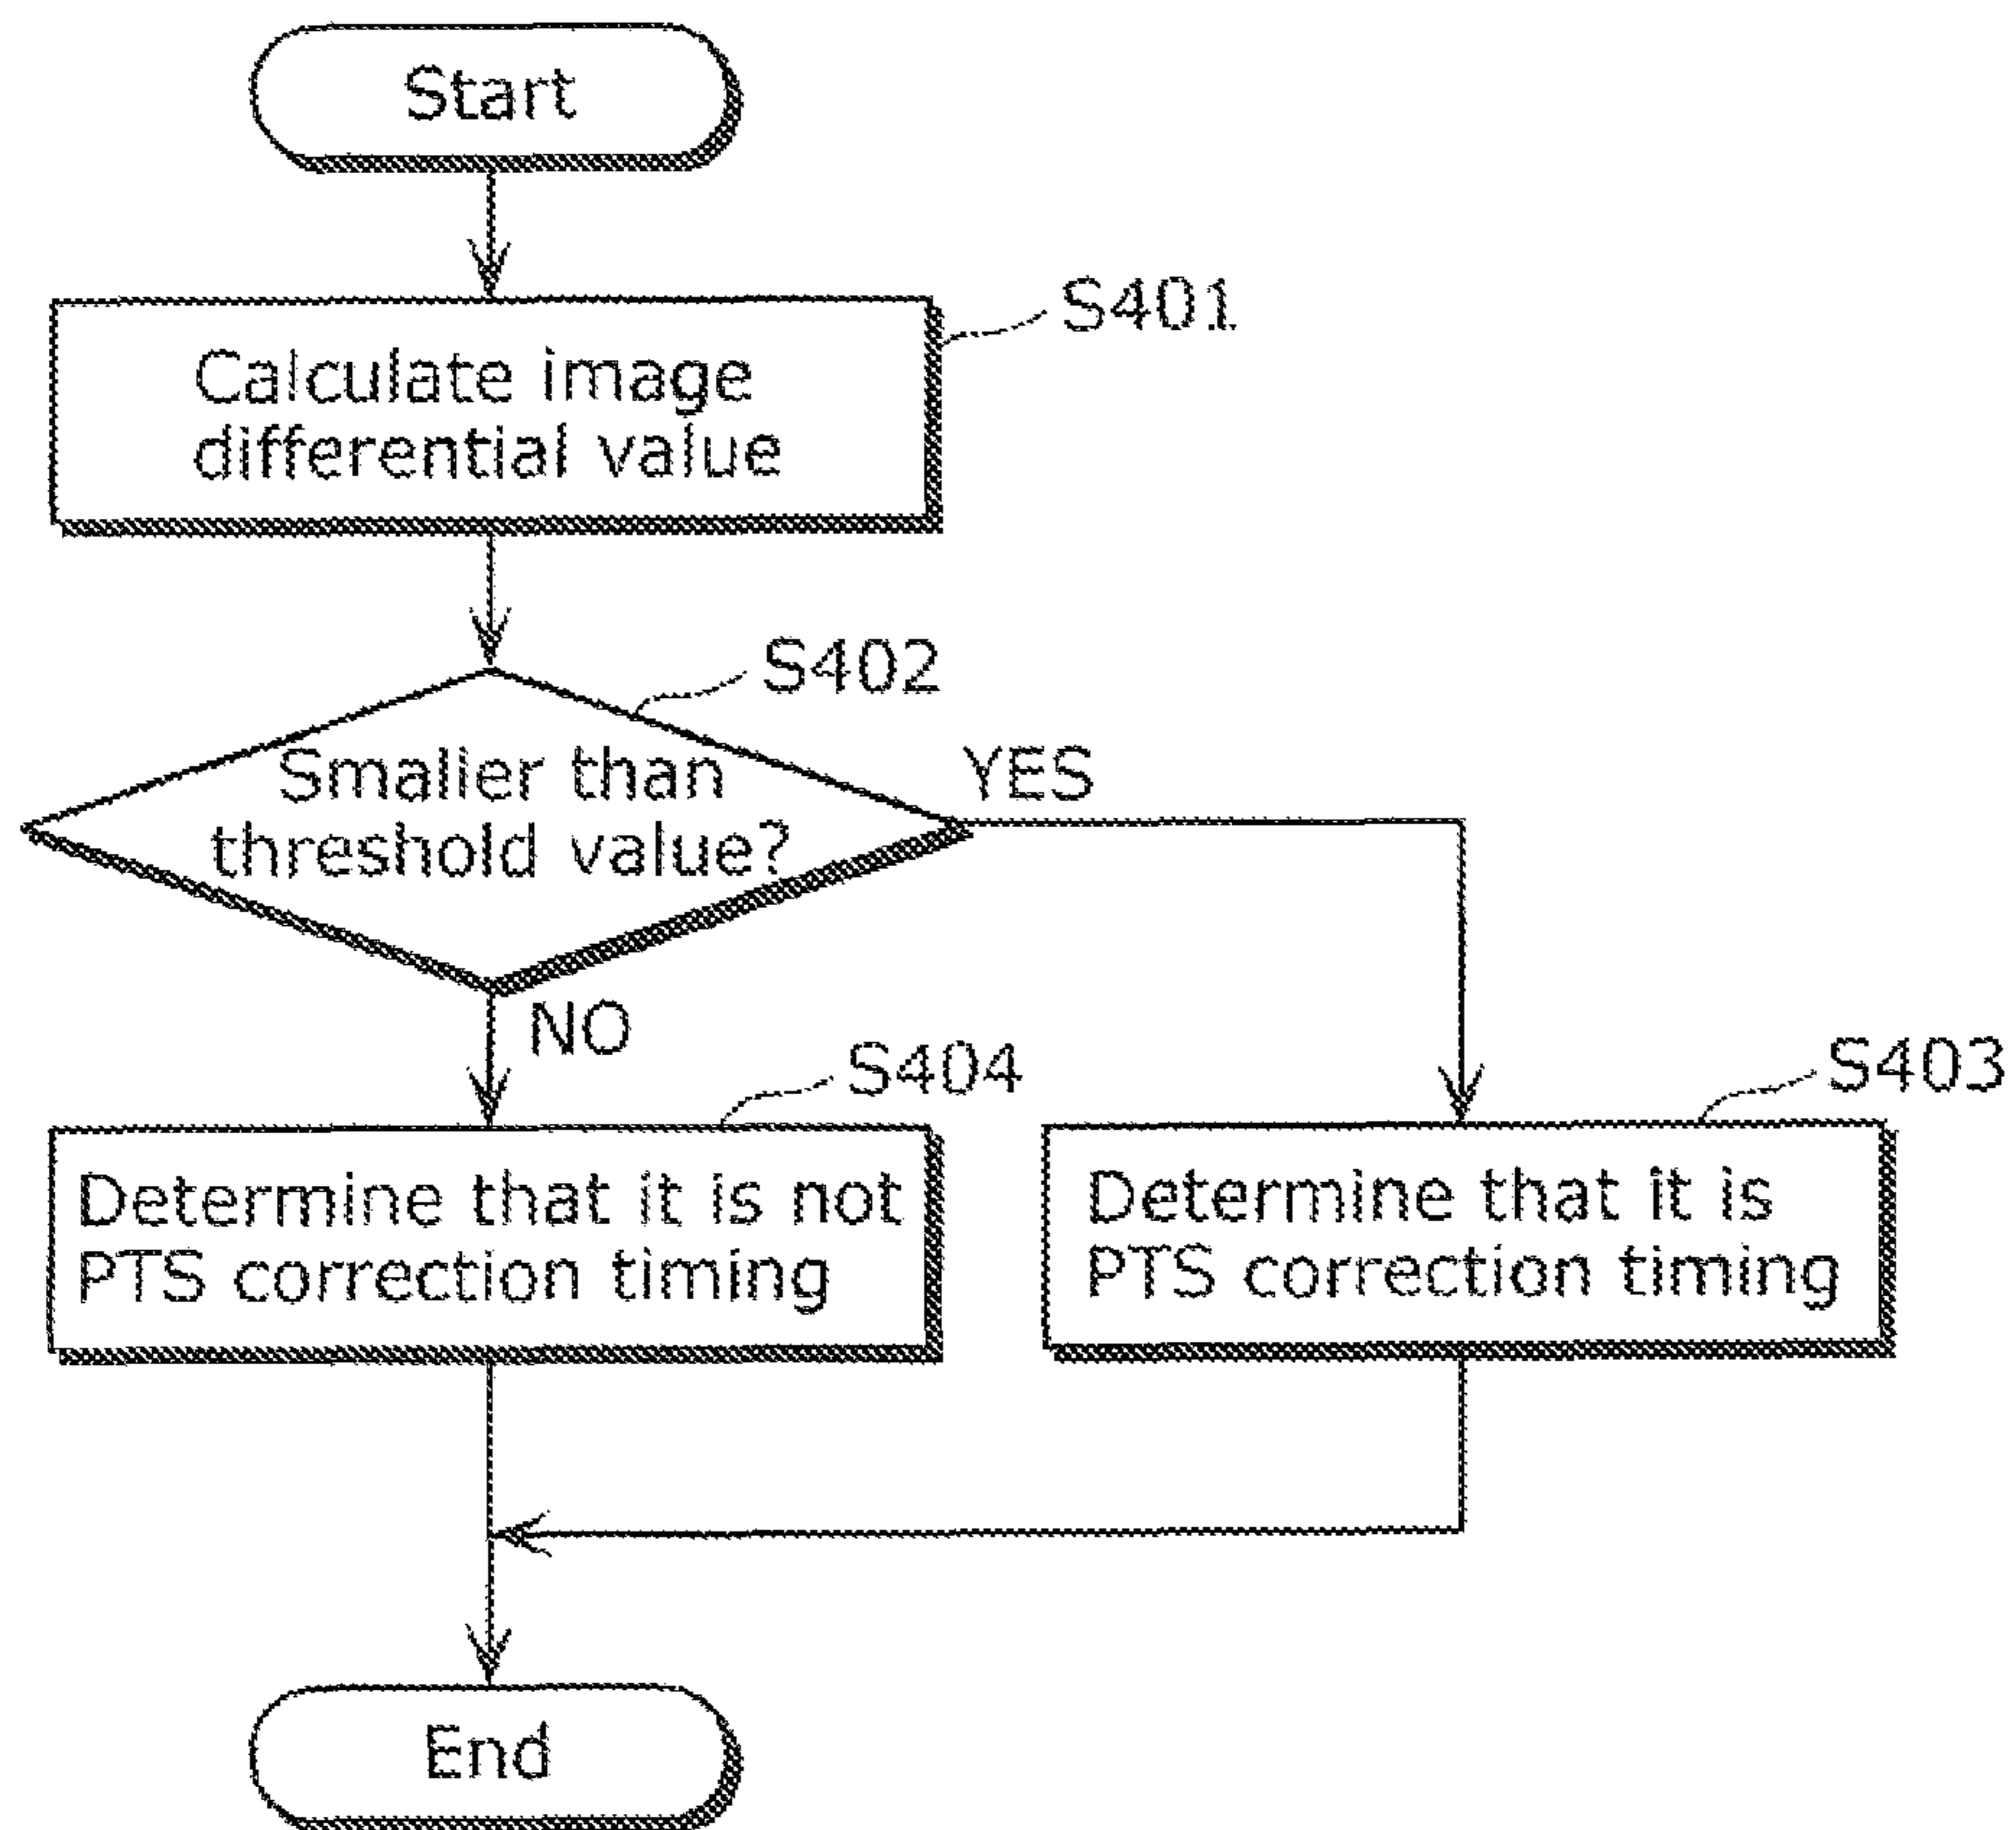 Start
S401
Calculate image
differential value
S402
Smaller than
threshold value?
YES
NO
S404
S403
Determine that it is not
PTS correction timing
Determine that it is
PTS correction timing
End